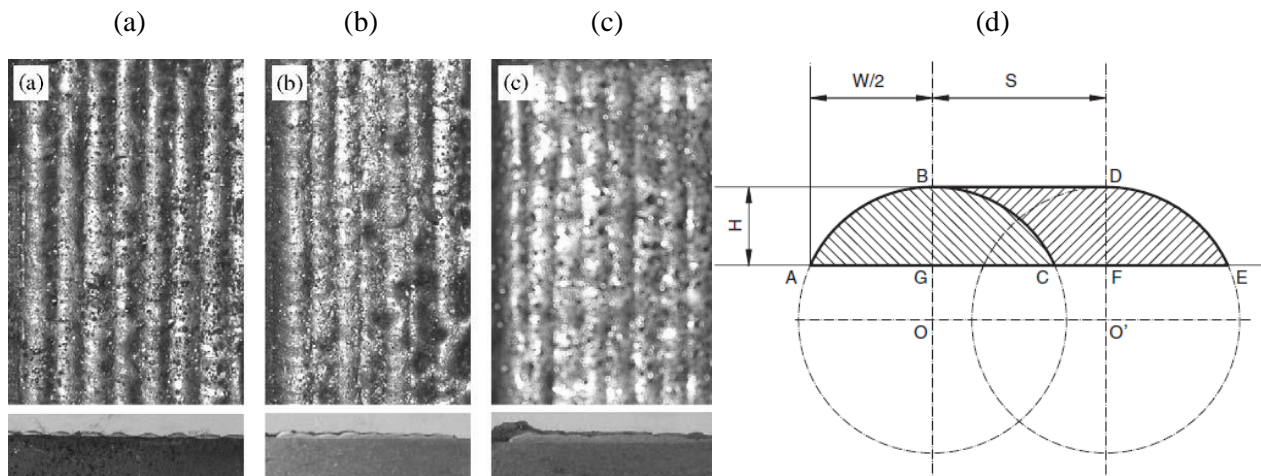 (a) (b) (c) (d)
(a) (b) (c)
W/2 S
B D
H
A G C F E
O O'